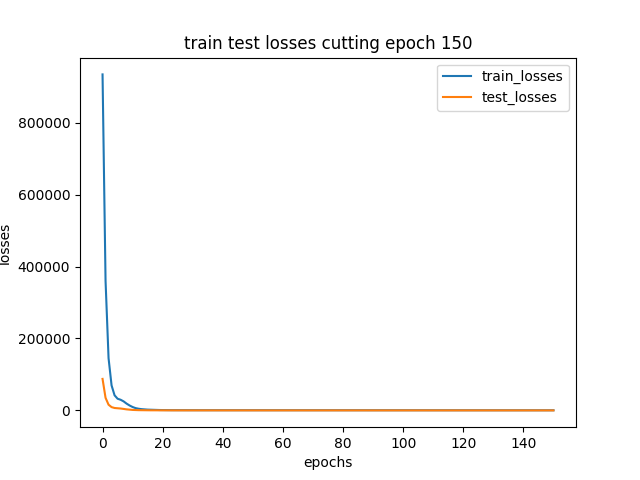 train test losses cutting epoch 150
train_losses
test_losses
800000
600000
400000
200000
0
losses
0 20 40 60 80 100 120 140
epochs